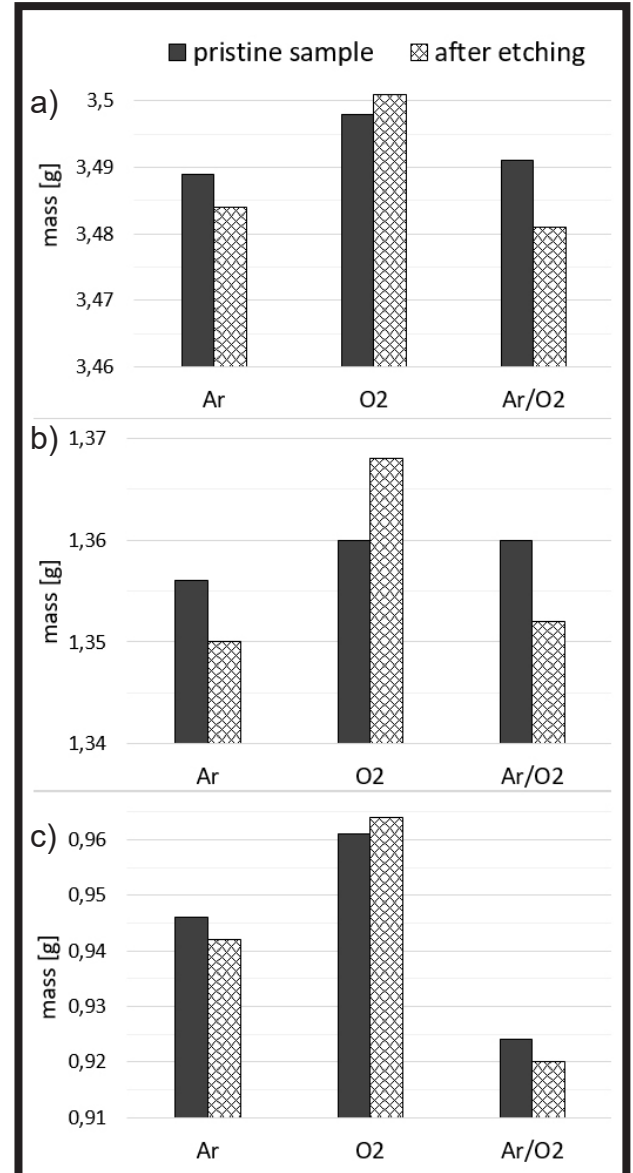 pristine sample after etching
a)
mass [g]
3,5
3,49
3,48
3,47
3,46
Ar O2 Ar/O2
b)
mass [g]
1,37
1,36
1,35
1,34
Ar O2 Ar/O2
c)
mass [g]
0,96
0,95
0,94
0,93
0,92
0,91
Ar O2 Ar/O2